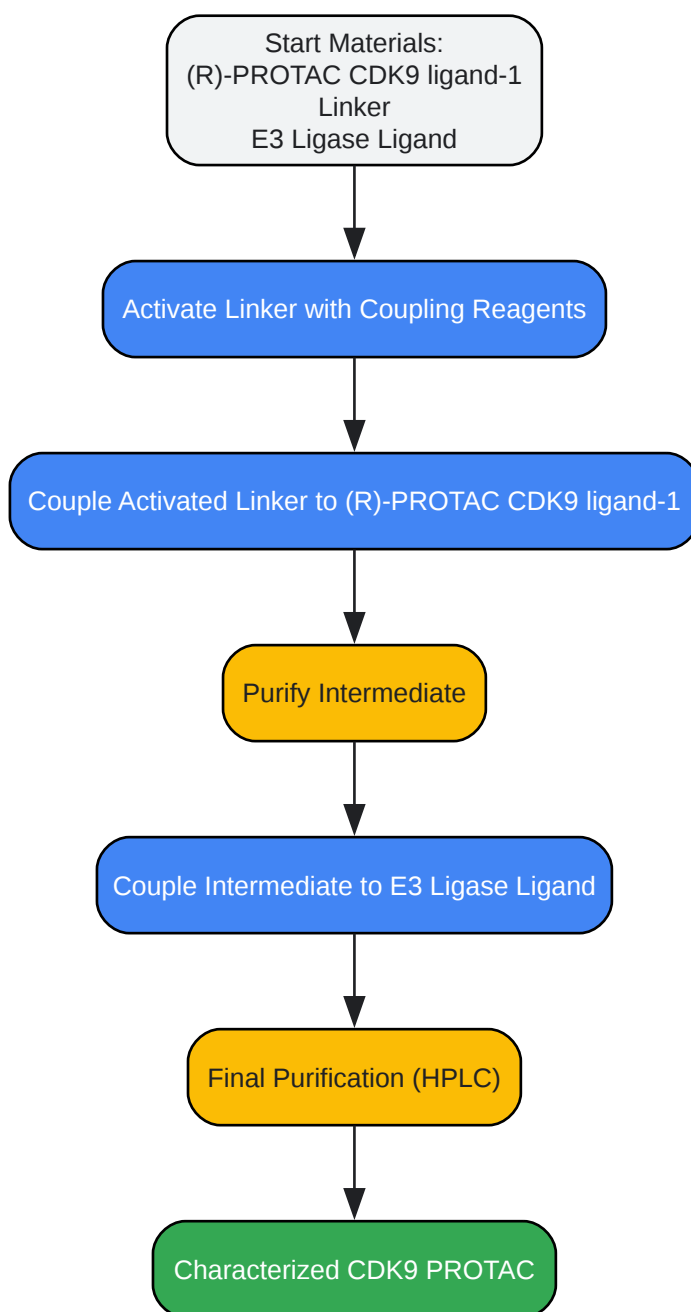 Start Materials:
(R)-PROTAC CDK9 ligand-1
Linker
E3 Ligase Ligand
Activate Linker with Coupling Reagents
Couple Activated Linker to (R)-PROTAC CDK9 ligand-1
Purify Intermediate
Couple Intermediate to E3 Ligase Ligand
Final Purification (HPLC)
Characterized CDK9 PROTAC